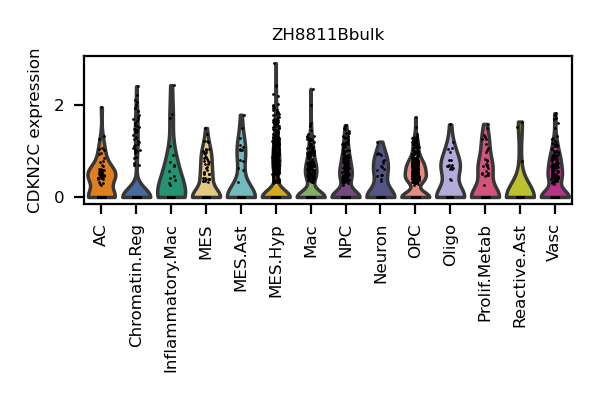 ZH8811Bbulk
CDKN2C expression
2
0
AC
Chromatin.Reg
Inflammatory.Mac
MES
MES.Ast
MES.Hyp
Mac
NPC
Neuron
OPC
Oligo
Prolif.Metab
Reactive.Ast
Vasc